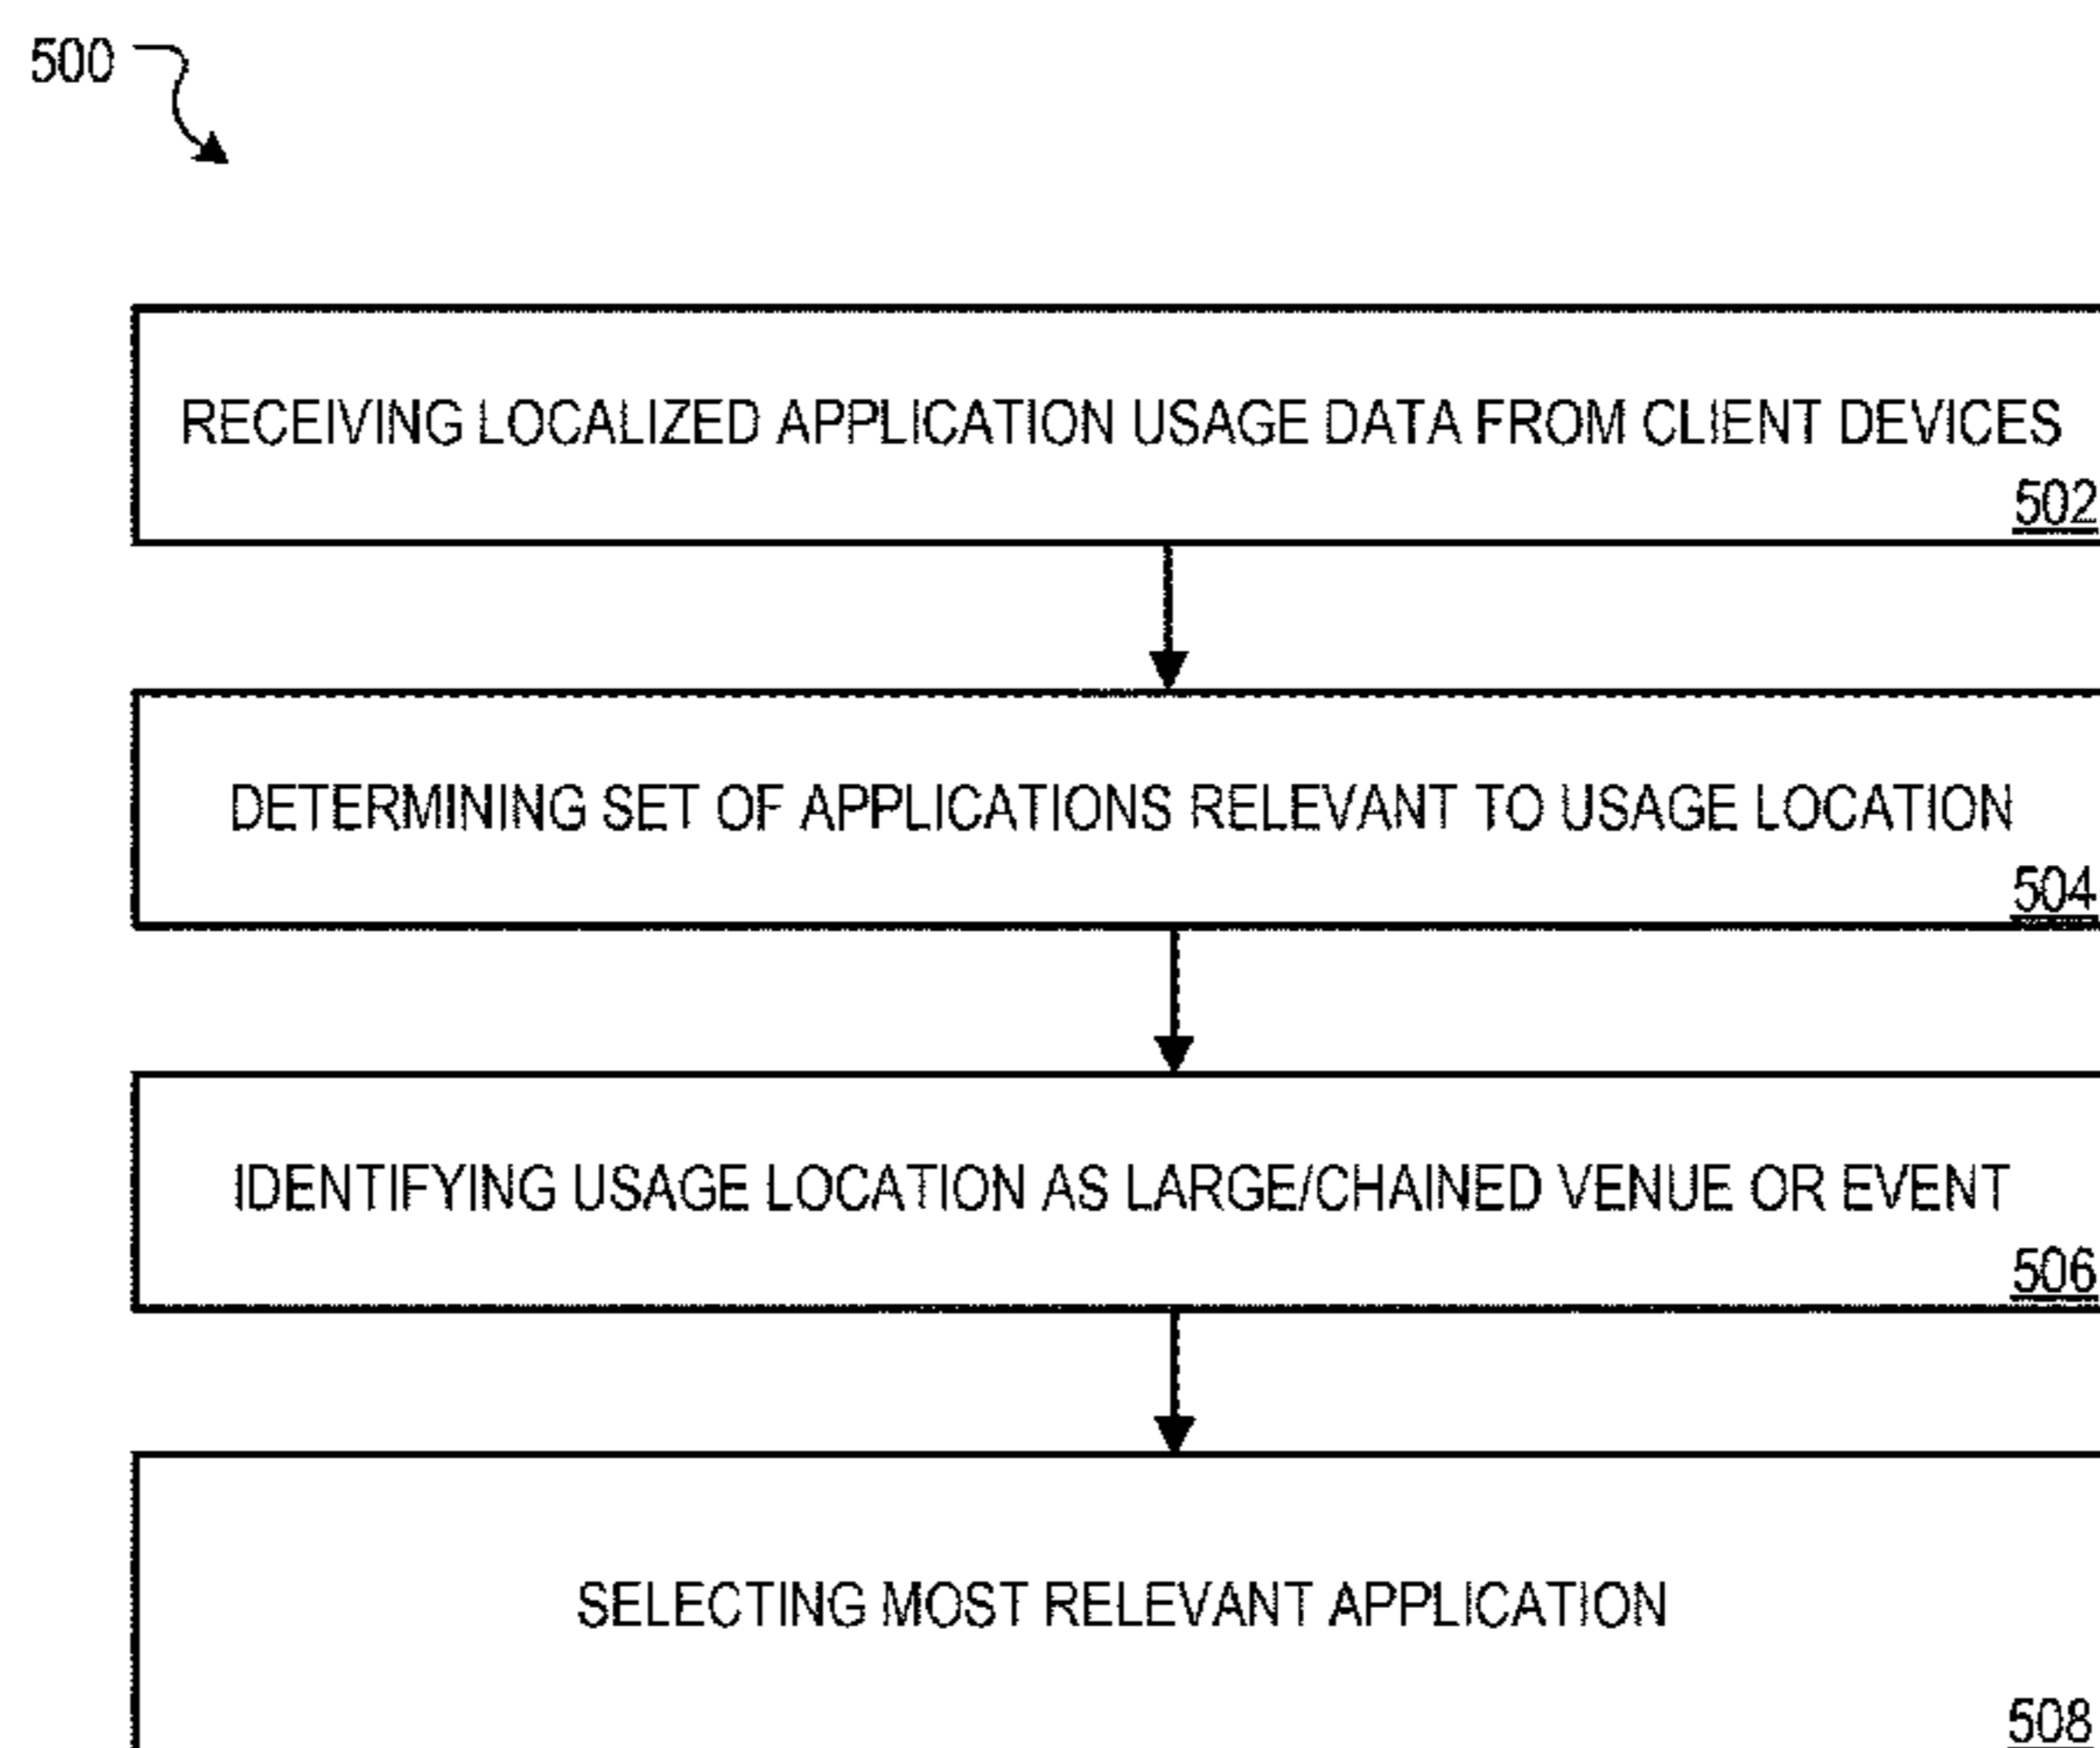 500
RECEIVING LOCALIZED APPLICATION USAGE DATA FROM CLIENT DEVICES
502
DETERMINING SET OF APPLICATIONS RELEVANT TO USAGE LOCATION
504
IDENTIFYING USAGE LOCATION AS LARGE/CHAINED VENUE OR EVENT
506
SELECTING MOST RELEVANT APPLICATION
508